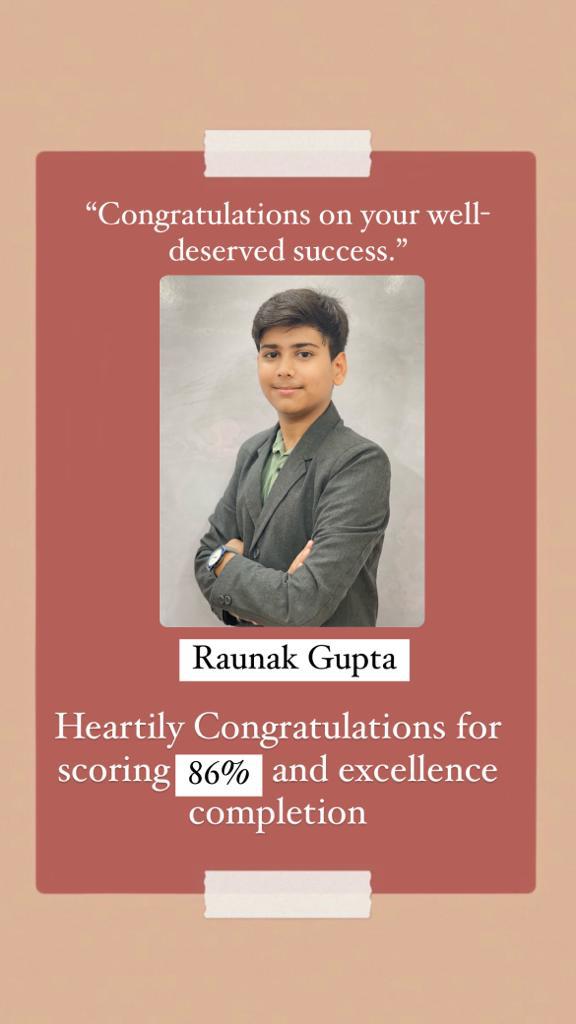 “Congratulations on your well-
deserved success.”
Raunak Gupta
Heartily Congratulations for
scoring 86% and excellence
completion